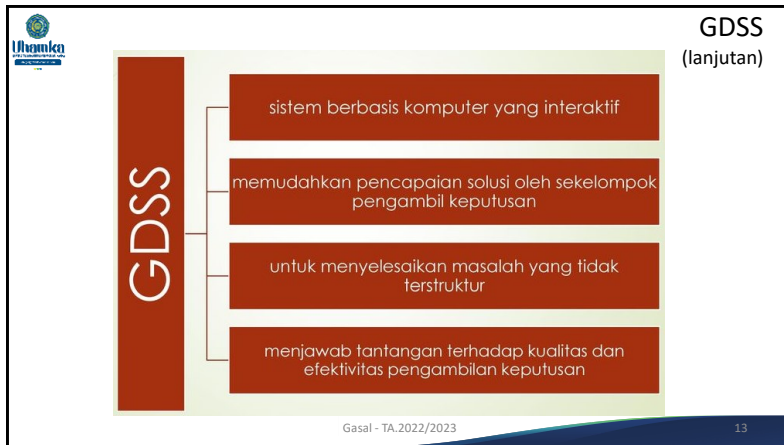 Uhamka
GDSS
(lanjutan)
GDSS
sistem berbasis komputer yang interaktif
memudahkan pencapaian solusi oleh sekelompok
pengambil keputusan
untuk menyelesaikan masalah yang tidak
terstruktur
menjawab tantangan terhadap kualitas dan
efektivitas pengambilan keputusan
Gasal - TA.2022/2023
13